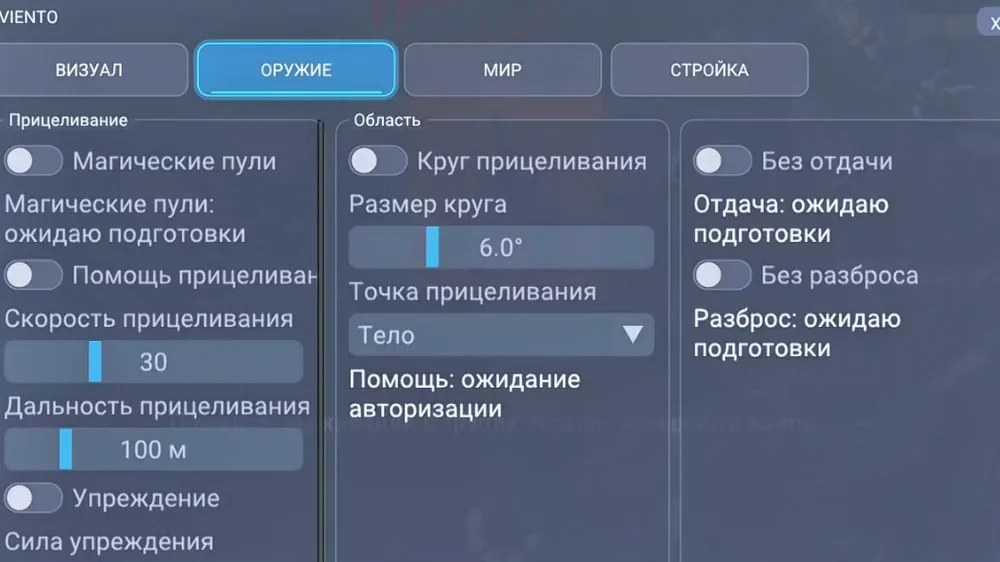 VIENTO
X
ВИЗУАЛ
ОРУЖИЕ
МИР
СТРОЙКА
Прицеливание
Магические пули
Магические пули:
ожидаю подготовки
Помощь прицеливан
Скорость прицеливания
30
Дальность прицеливания
100 м
Упреждение
Сила упреждения
Область
Круг прицеливания
Размер круга
6.0°
Точка прицеливания
Тело
Помощь: ожидание
авторизации
Без отдачи
Отдача: ожидаю
подготовки
Без разброса
Разброс: ожидаю
подготовки